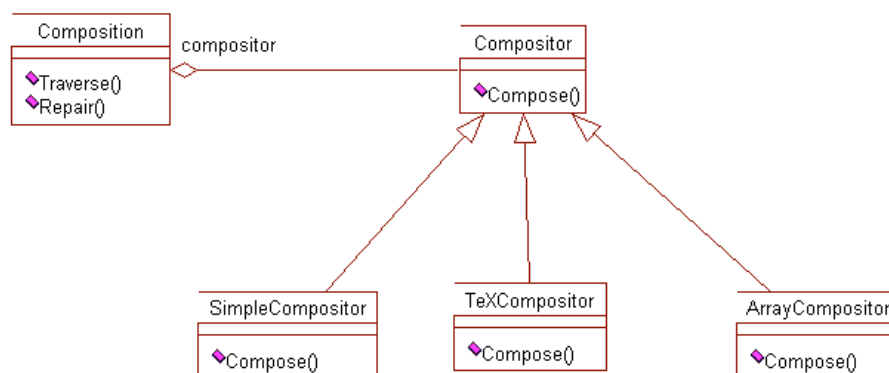 Composition
compositor
Traverse()
Repair()
Compositor
Compose()
SimpleCompositor
Compose()
TeXCompositor
Compose()
ArrayCompositor
Compose()